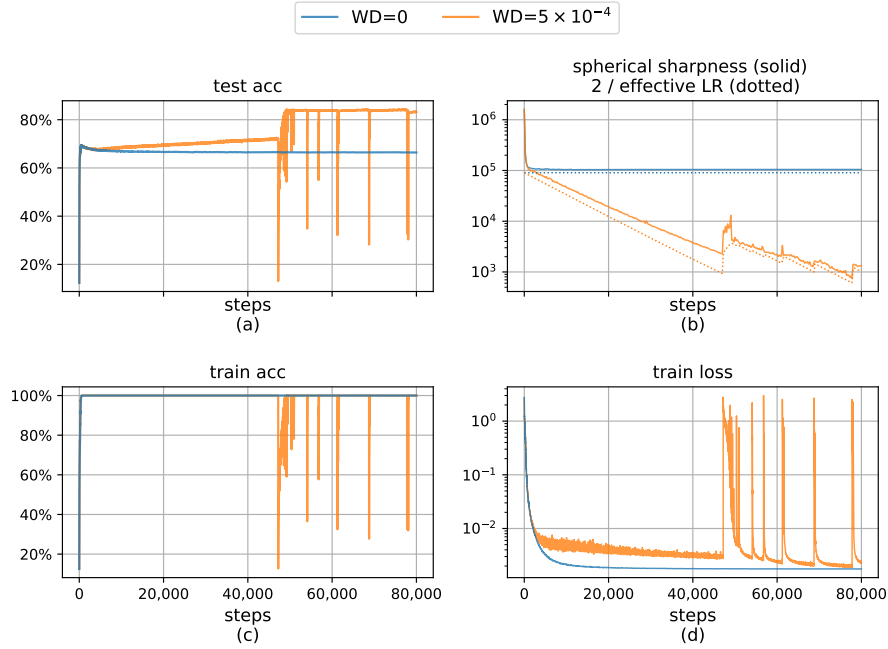 WD=0 WD=5 × 10⁻⁴
test acc
80%
60%
40%
20%
steps
(a)
spherical sharpness (solid)
2 / effective LR (dotted)
10⁶
10⁵
10⁴
10³
steps
(b)
train acc
100%
80%
60%
40%
20%
0 20,000 40,000 60,000 80,000
steps
(c)
train loss
10⁰
10⁻¹
10⁻²
0 20,000 40,000 60,000 80,000
steps
(d)